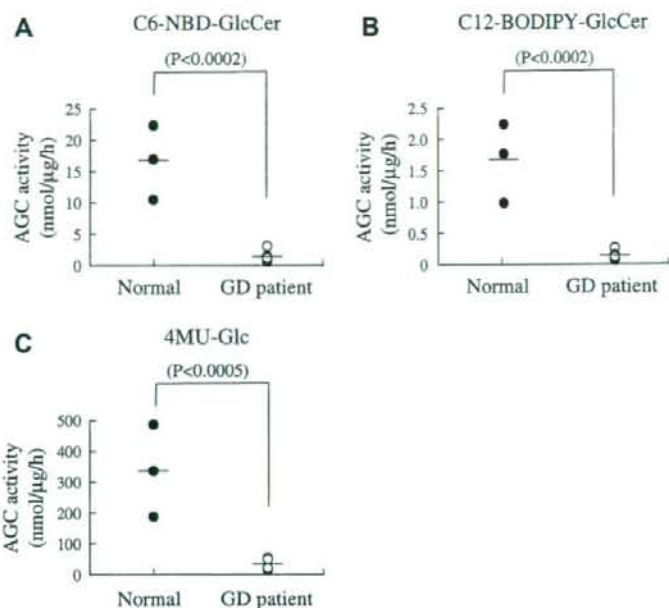 A
C6-NBD-GlcCer
(P<0.0002)
AGC activity
(nmol/μg/h)
25
20
15
10
5
0
Normal GD patient
B
C12-BODIPY-GlcCer
(P<0.0002)
AGC activity
(nmol/μg/h)
2.5
2.0
1.5
1.0
0.5
0
Normal GD patient
C
4MU-Glc
(P<0.0005)
AGC activity
(nmol/μg/h)
500
400
300
200
100
0
Normal GD patient